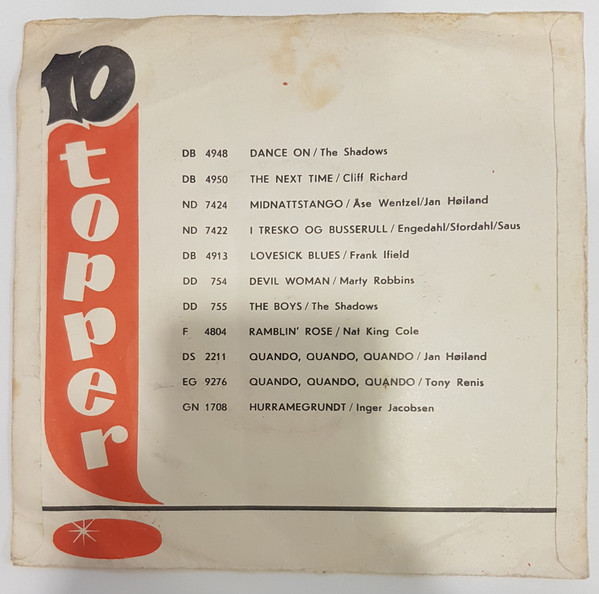 10
topper
DB 4948 DANCE ON / The Shadows
DB 4950 THE NEXT TIME / Cliff Richard
ND 7424 MIDNATTSTANGO / Åse Wentzel/Jan Høiland
ND 7422 I TRESKO OG BUSSERULL / Engedahl/Stordahl/Saus
DB 4913 LOVESICK BLUES / Frank Ifield
DD 754 DEVIL WOMAN / Marty Robbins
DD 755 THE BOYS / The Shadows
F 4804 RAMBLIN' ROSE / Nat King Cole
DS 2211 QUANDO, QUANDO, QUANDO / Jan Høiland
EG 9276 QUANDO, QUANDO, QUANDO / Tony Renis
GN 1708 HURRAMEGRUNDT / Inger Jacobsen